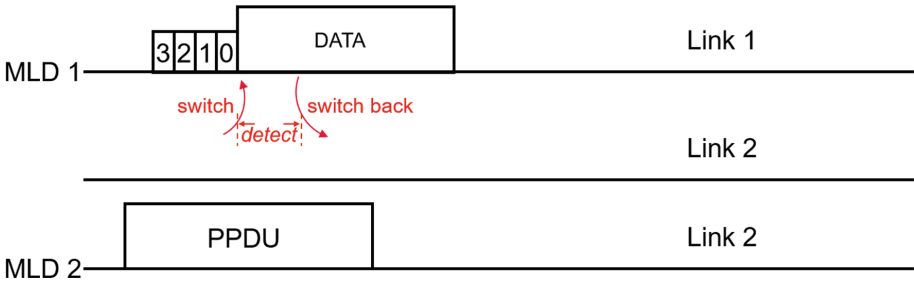 3 2 1 0 DATA Link 1
MLD 1
switch switch back
detect
Link 2
PPDU Link 2
MLD 2